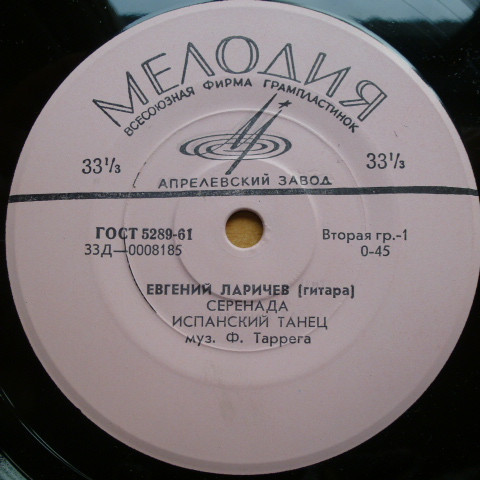 МЕЛОДИЯ
ВСЕСОЮЗНАЯ ФИРМА ГРАМПЛАСТИНОК
33⅓ 33⅓
АПРЕЛЕВСКИЙ ЗАВОД
ГОСТ 5289-61 Вторая гр.-1
33Д—0008185 0-45
ЕВГЕНИЙ ЛАРИЧЕВ (гитара)
СЕРЕНАДА
ИСПАНСКИЙ ТАНЕЦ
муз. Ф. Таррега